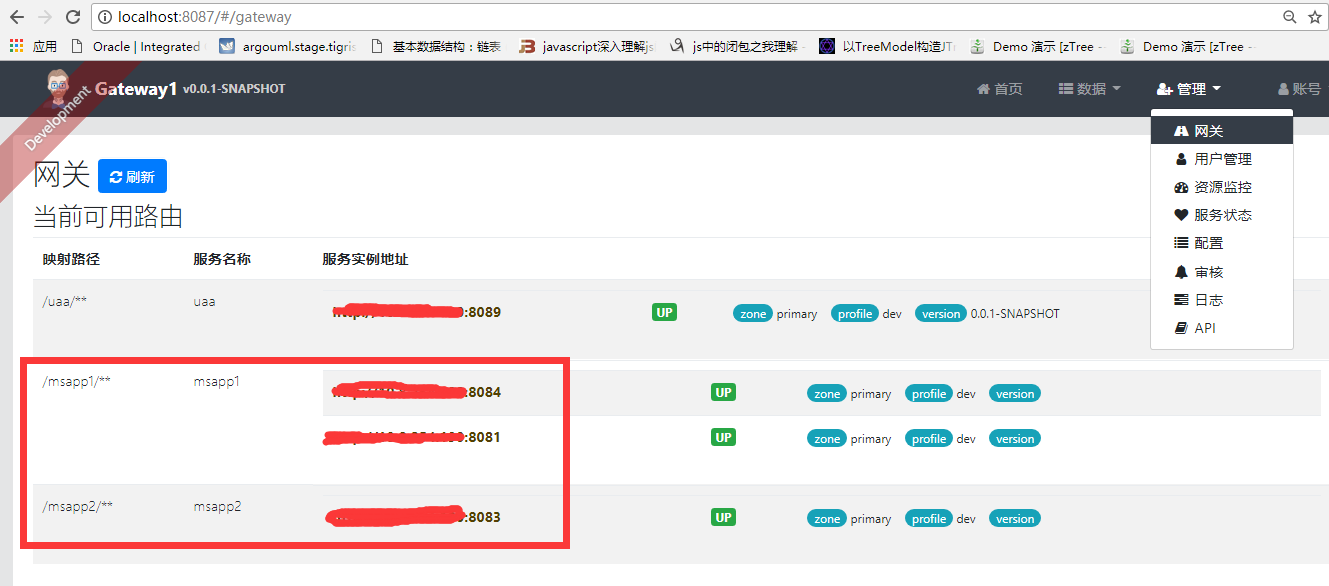 localhost:8087/#/gateway
应用 Oracle | Integrated argouml.stage.tigris 基本数据结构：链表 javascript深入理解js js中的闭包之我理解 以TreeModel构造JT Demo 演示 [zTree -- Demo 演示 [zTree --
Development
Gateway1 v0.0.1-SNAPSHOT 首页 数据 管理 账号
网关
用户管理
资源监控
服务状态
配置
审核
日志
API
网关 刷新
当前可用路由
映射路径 服务名称 服务实例地址
/uaa/** uaa :8089 UP zone primary profile dev version 0.0.1-SNAPSHOT
/msapp1/** msapp1 :8084 UP zone primary profile dev version
:8081 UP zone primary profile dev version
/msapp2/** msapp2 :8083 UP zone primary profile dev version